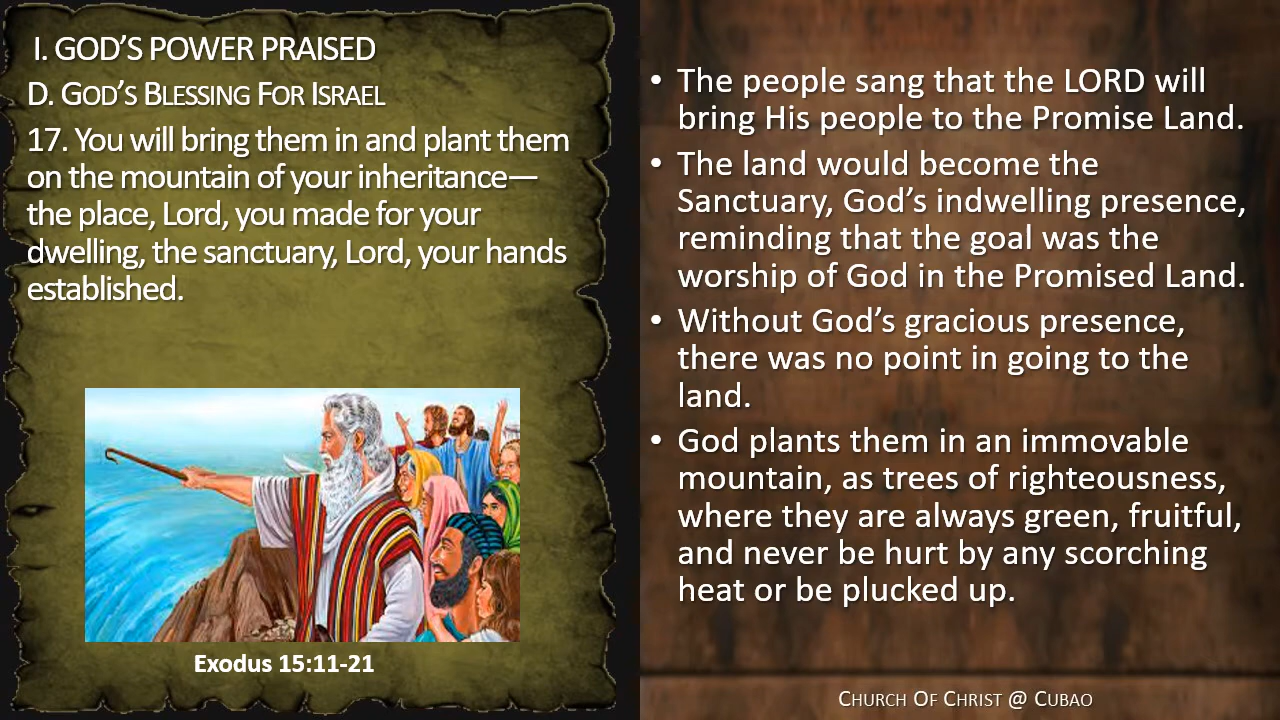 I. GOD’S POWER PRAISED
D. GOD’S BLESSING FOR ISRAEL
17. You will bring them in and plant them
on the mountain of your inheritance—
the place, Lord, you made for your
dwelling, the sanctuary, Lord, your hands
established.
Exodus 15:11-21
• The people sang that the LORD will
bring His people to the Promise Land.
• The land would become the
Sanctuary, God’s indwelling presence,
reminding that the goal was the
worship of God in the Promised Land.
• Without God’s gracious presence,
there was no point in going to the
land.
• God plants them in an immovable
mountain, as trees of righteousness,
where they are always green, fruitful,
and never be hurt by any scorching
heat or be plucked up.
CHURCH OF CHRIST @ CUBAO